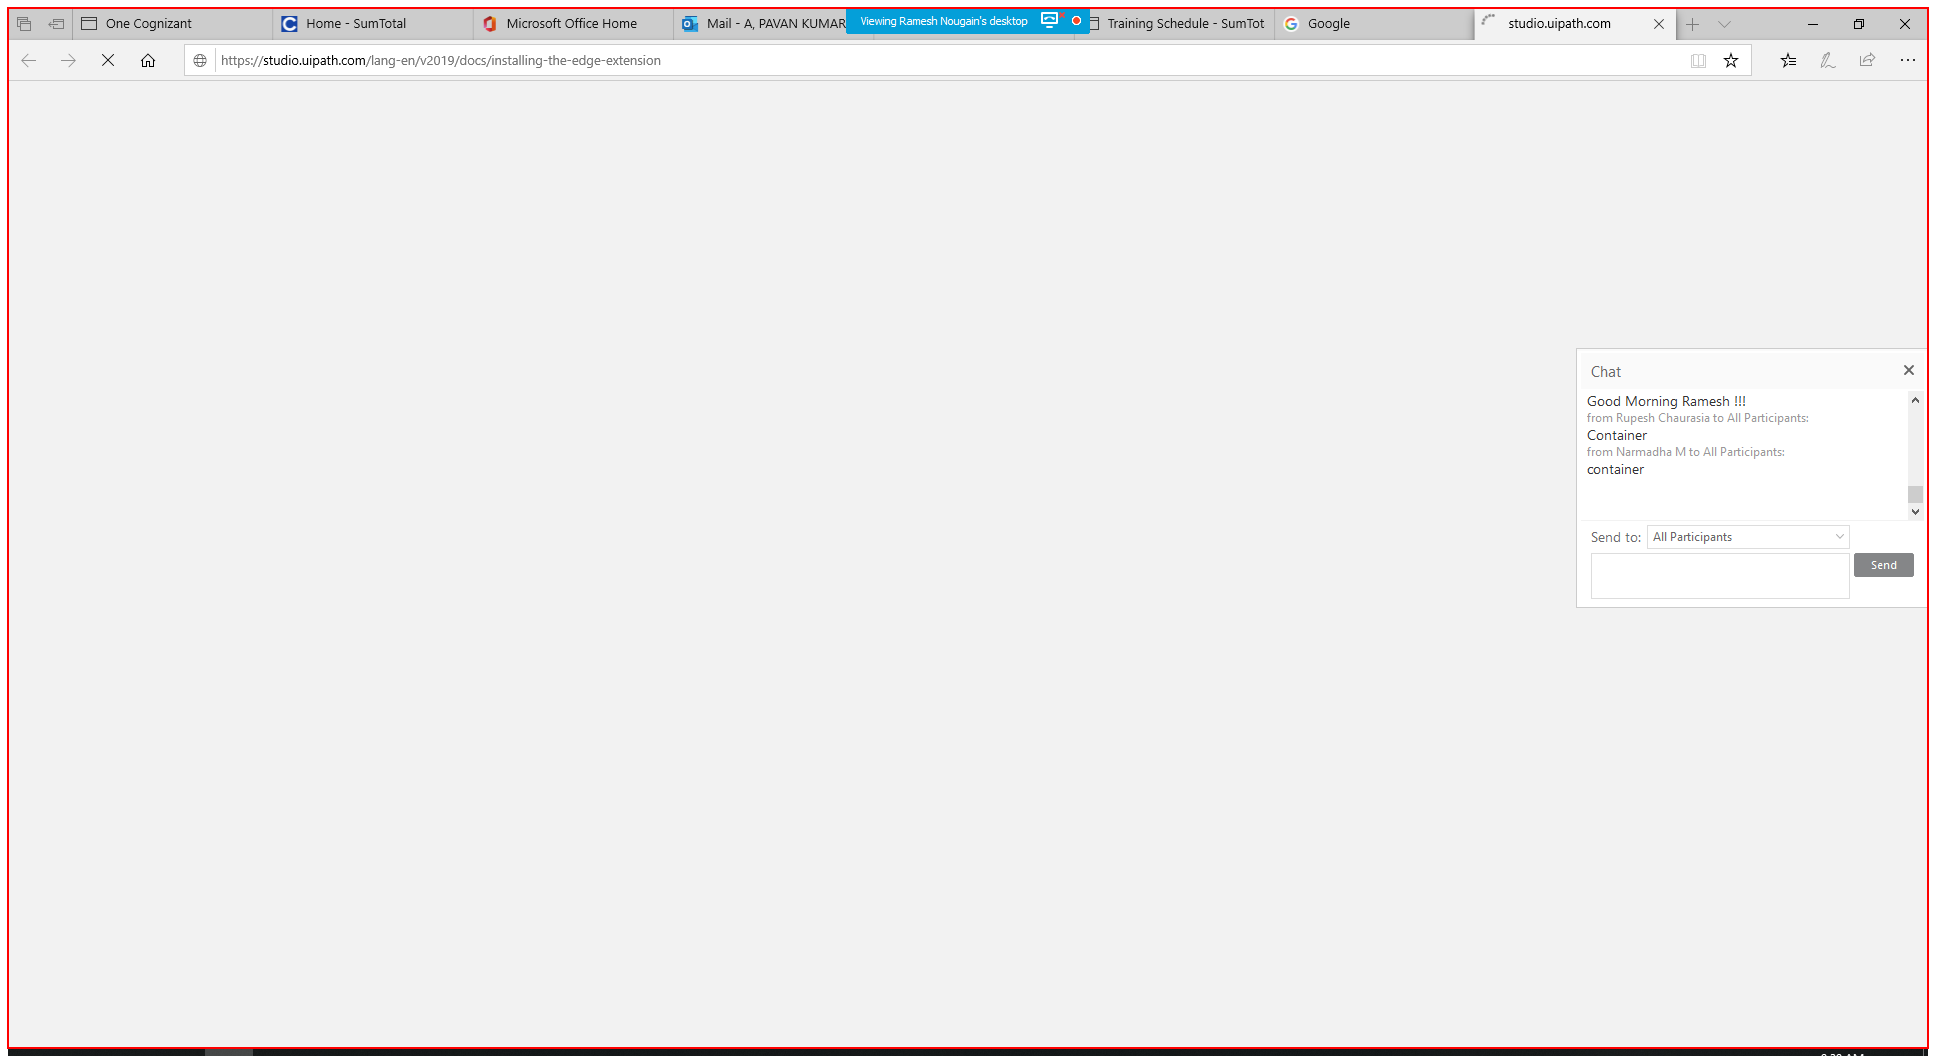 One Cognizant
Home - SumTotal
Microsoft Office Home
Mail - A, PAVAN KUMAR
Viewing Ramesh Nougain's desktop
Training Schedule - SumTot
Google
studio.uipath.com
https://studio.uipath.com/lang-en/v2019/docs/installing-the-edge-extension
Chat
Good Morning Ramesh !!!
from Rupesh Chaurasia to All Participants:
Container
from Narmadha M to All Participants:
container
Send to:
All Participants
Send